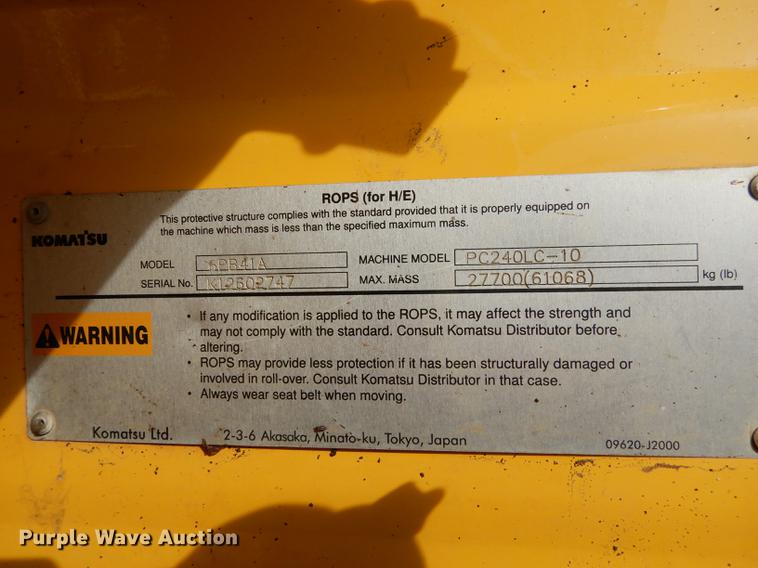 ROPS (for H/E)
This protective structure complies with the standard provided that it is properly equipped on
the machine which mass is less than the specified maximum mass.
KOMATSU
MODEL 6PB41A MACHINE MODEL PC240LC-10
SERIAL No. K12602747 MAX. MASS 27700(61068) kg (lb)
WARNING
• If any modification is applied to the ROPS, it may affect the strength and
may not comply with the standard. Consult Komatsu Distributor before
altering.
• ROPS may provide less protection if it has been structurally damaged or
involved in roll-over. Consult Komatsu Distributor in that case.
• Always wear seat belt when moving.
Komatsu Ltd. 2-3-6 Akasaka, Minato-ku, Tokyo, Japan 09620-J2000
Purple Wave Auction